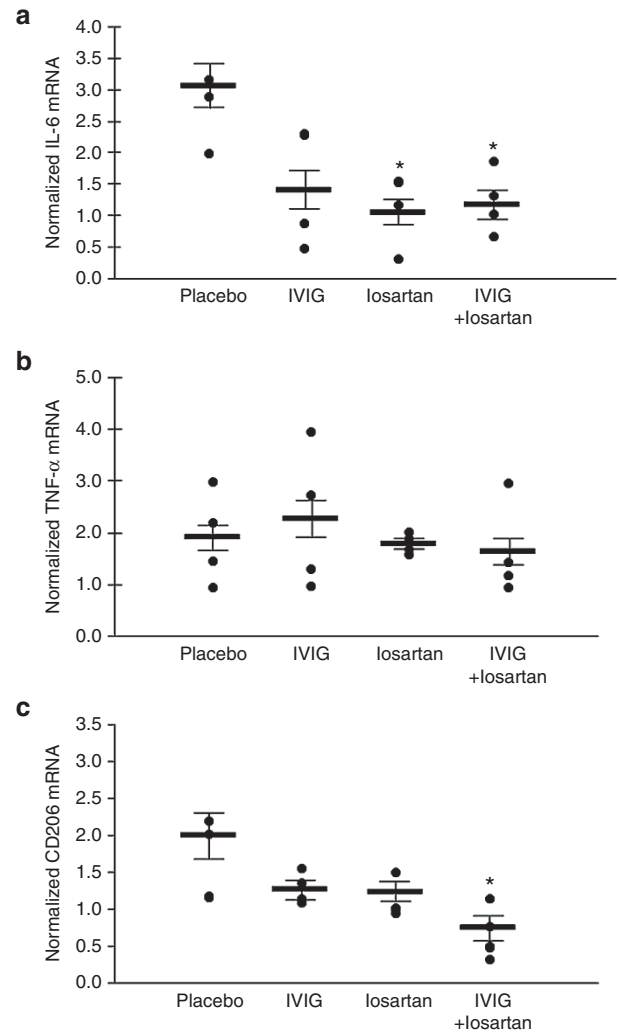 a
4.0
3.5
3.0
2.5
2.0
1.5
1.0
0.5
0.0
Normalized IL-6 mRNA
*
*
Placebo IVIG losartan IVIG
+losartan
b
5.0
4.0
3.0
2.0
1.0
0.0
Normalized TNF-α mRNA
Placebo IVIG losartan IVIG
+losartan
c
3.5
3.0
2.5
2.0
1.5
1.0
0.5
0.0
Normalized CD206 mRNA
*
Placebo IVIG losartan IVIG
+losartan